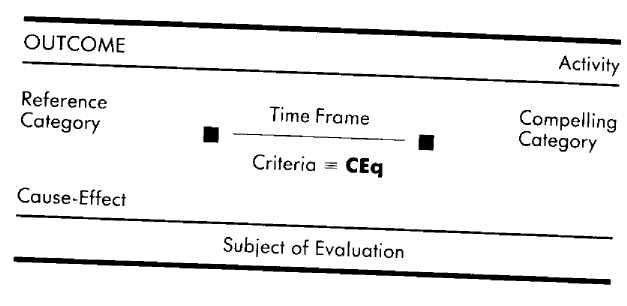 OUTCOME
Activity
Reference
Category
Time Frame
Compelling
Category
Criteria ≡ CEq
Cause-Effect
Subject of Evaluation